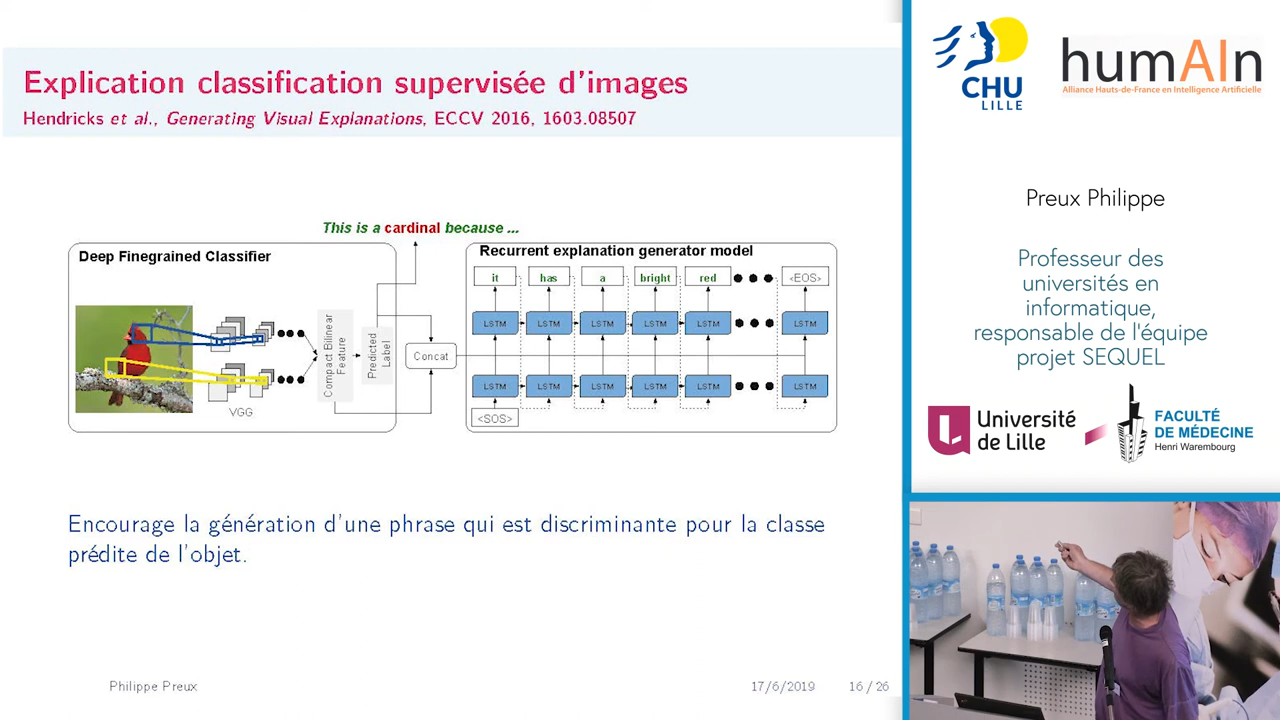 Explication classification supervisée d'images
Hendricks et al., Generating Visual Explanations, ECCV 2016, 1603.08507
This is a cardinal because ...
Deep Finegrained Classifier
VGG
Compact Bilinear
Feature
Predicted
Label
Concat
Recurrent explanation generator model
it has a bright red <EOS>
LSTM LSTM LSTM LSTM LSTM LSTM
LSTM LSTM LSTM LSTM LSTM LSTM
<SOS>
Encourage la génération d'une phrase qui est discriminante pour la classe
prédite de l'objet.
Philippe Preux 17/6/2019 16 / 26
CHU
LILLE
humAIn
Alliance Hauts-de-France en Intelligence Artificielle
Preux Philippe
Professeur des
universités en
informatique,
responsable de l'équipe
projet SEQUEL
Université
de Lille
FACULTÉ
DE MÉDECINE
Henri Warembourg